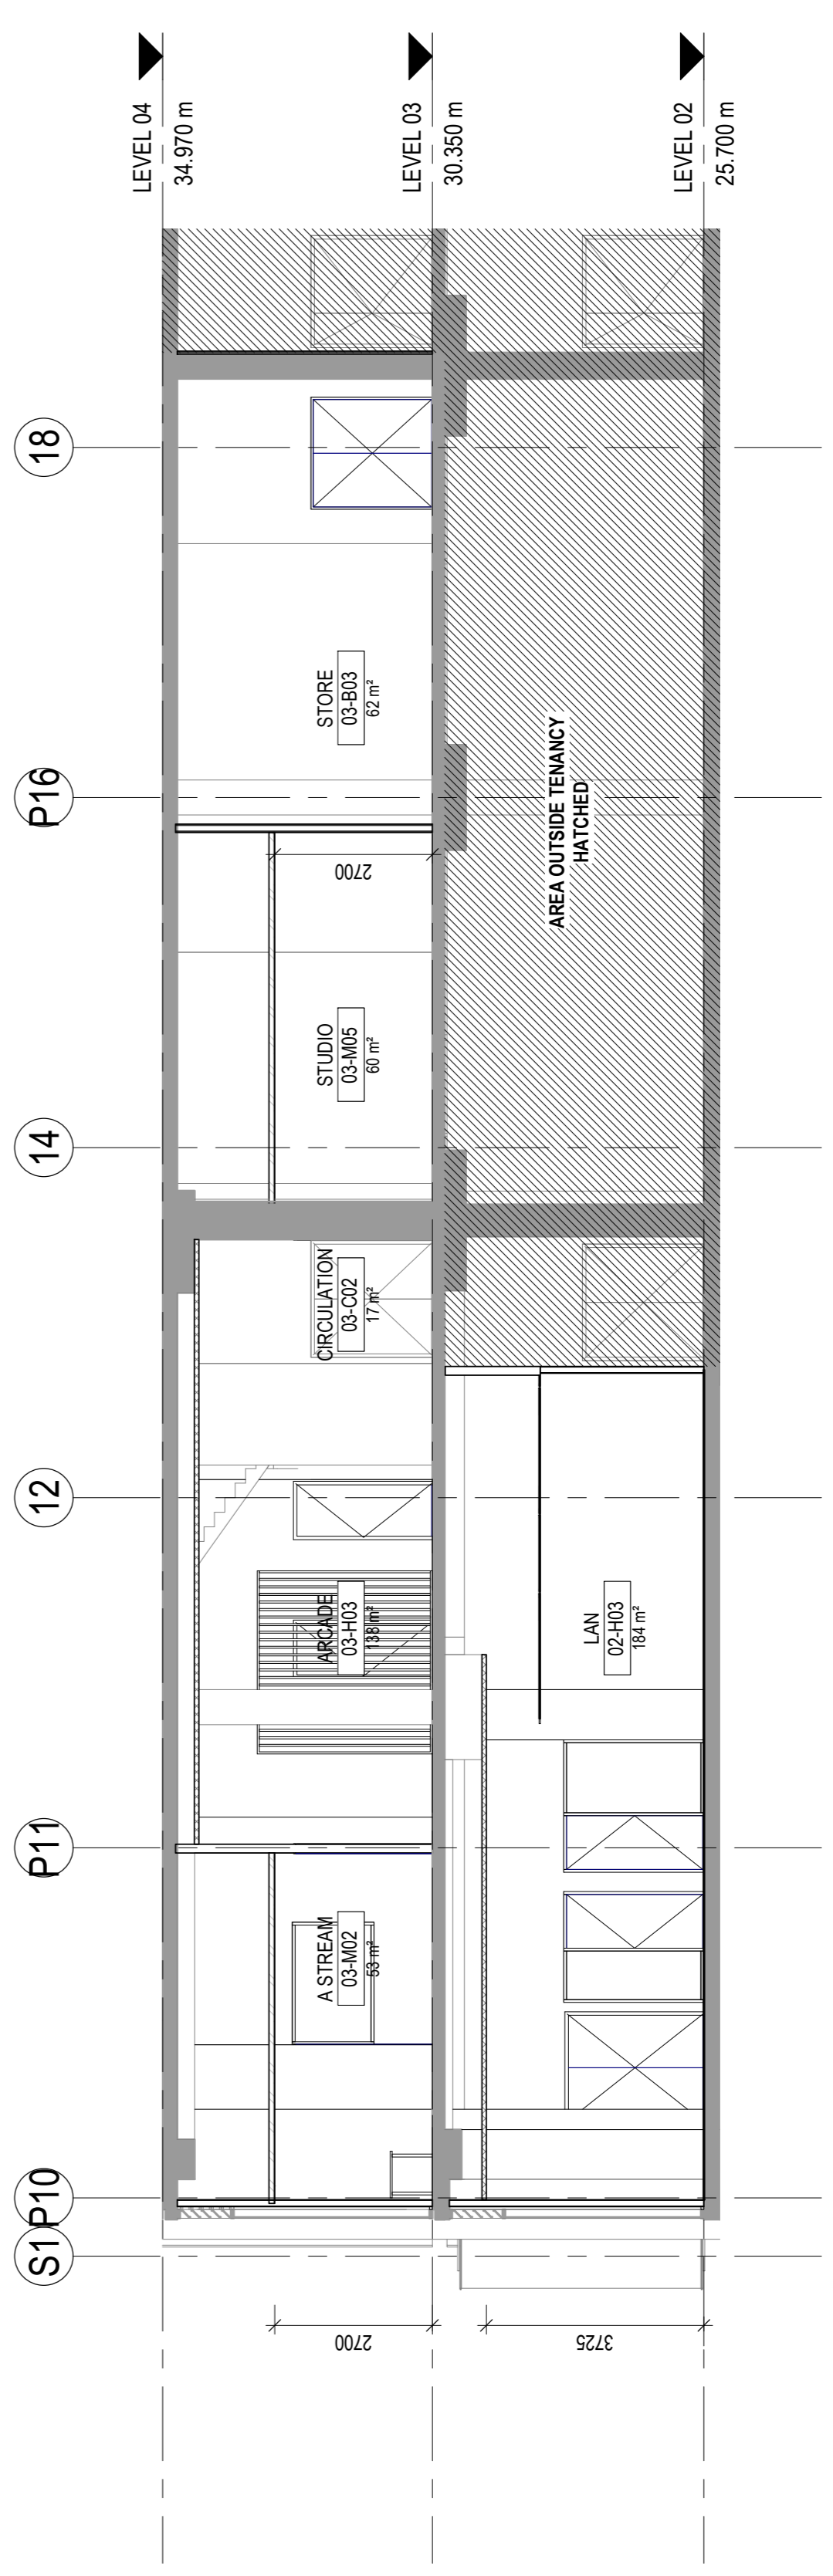 S1
P10
P11
12
14
P16
18
LEVEL 04
34.970 m
LEVEL 03
30.350 m
LEVEL 02
25.700 m
A STREAM
03-M02
53 m²
ARCADE
03-H03
138 m²
CIRCULATION
03-C02
17 m²
STUDIO
03-M05
60 m²
STORE
03-B03
62 m²
2700
2700
3725
LAN
02-H03
184 m²
AREA OUTSIDE TENANCY
HATCHED